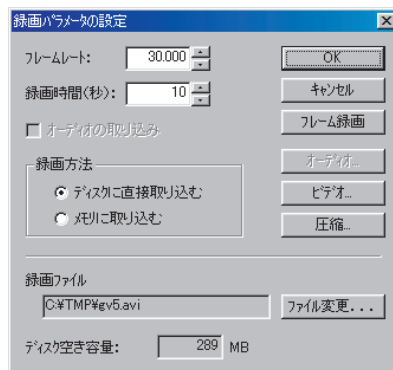 録画ﾊﾟﾗﾒｰﾀの設定
ﾌﾚｰﾑﾚｰﾄ: 30.000
OK
録画時間(秒): 10
ｷｬﾝｾﾙ
ﾌﾚｰﾑ録画
ｵｰﾃﾞｨｵの取り込み
録画方法
ｵｰﾃﾞｨｵ...
ﾃﾞｨｽｸに直接取り込む
ﾋﾞﾃﾞｵ...
ﾒﾓﾘに取り込む
圧縮...
録画ﾌｧｲﾙ
C:¥TMP¥gv5.avi
ﾌｧｲﾙ変更...
ﾃﾞｨｽｸ空き容量: 289 MB